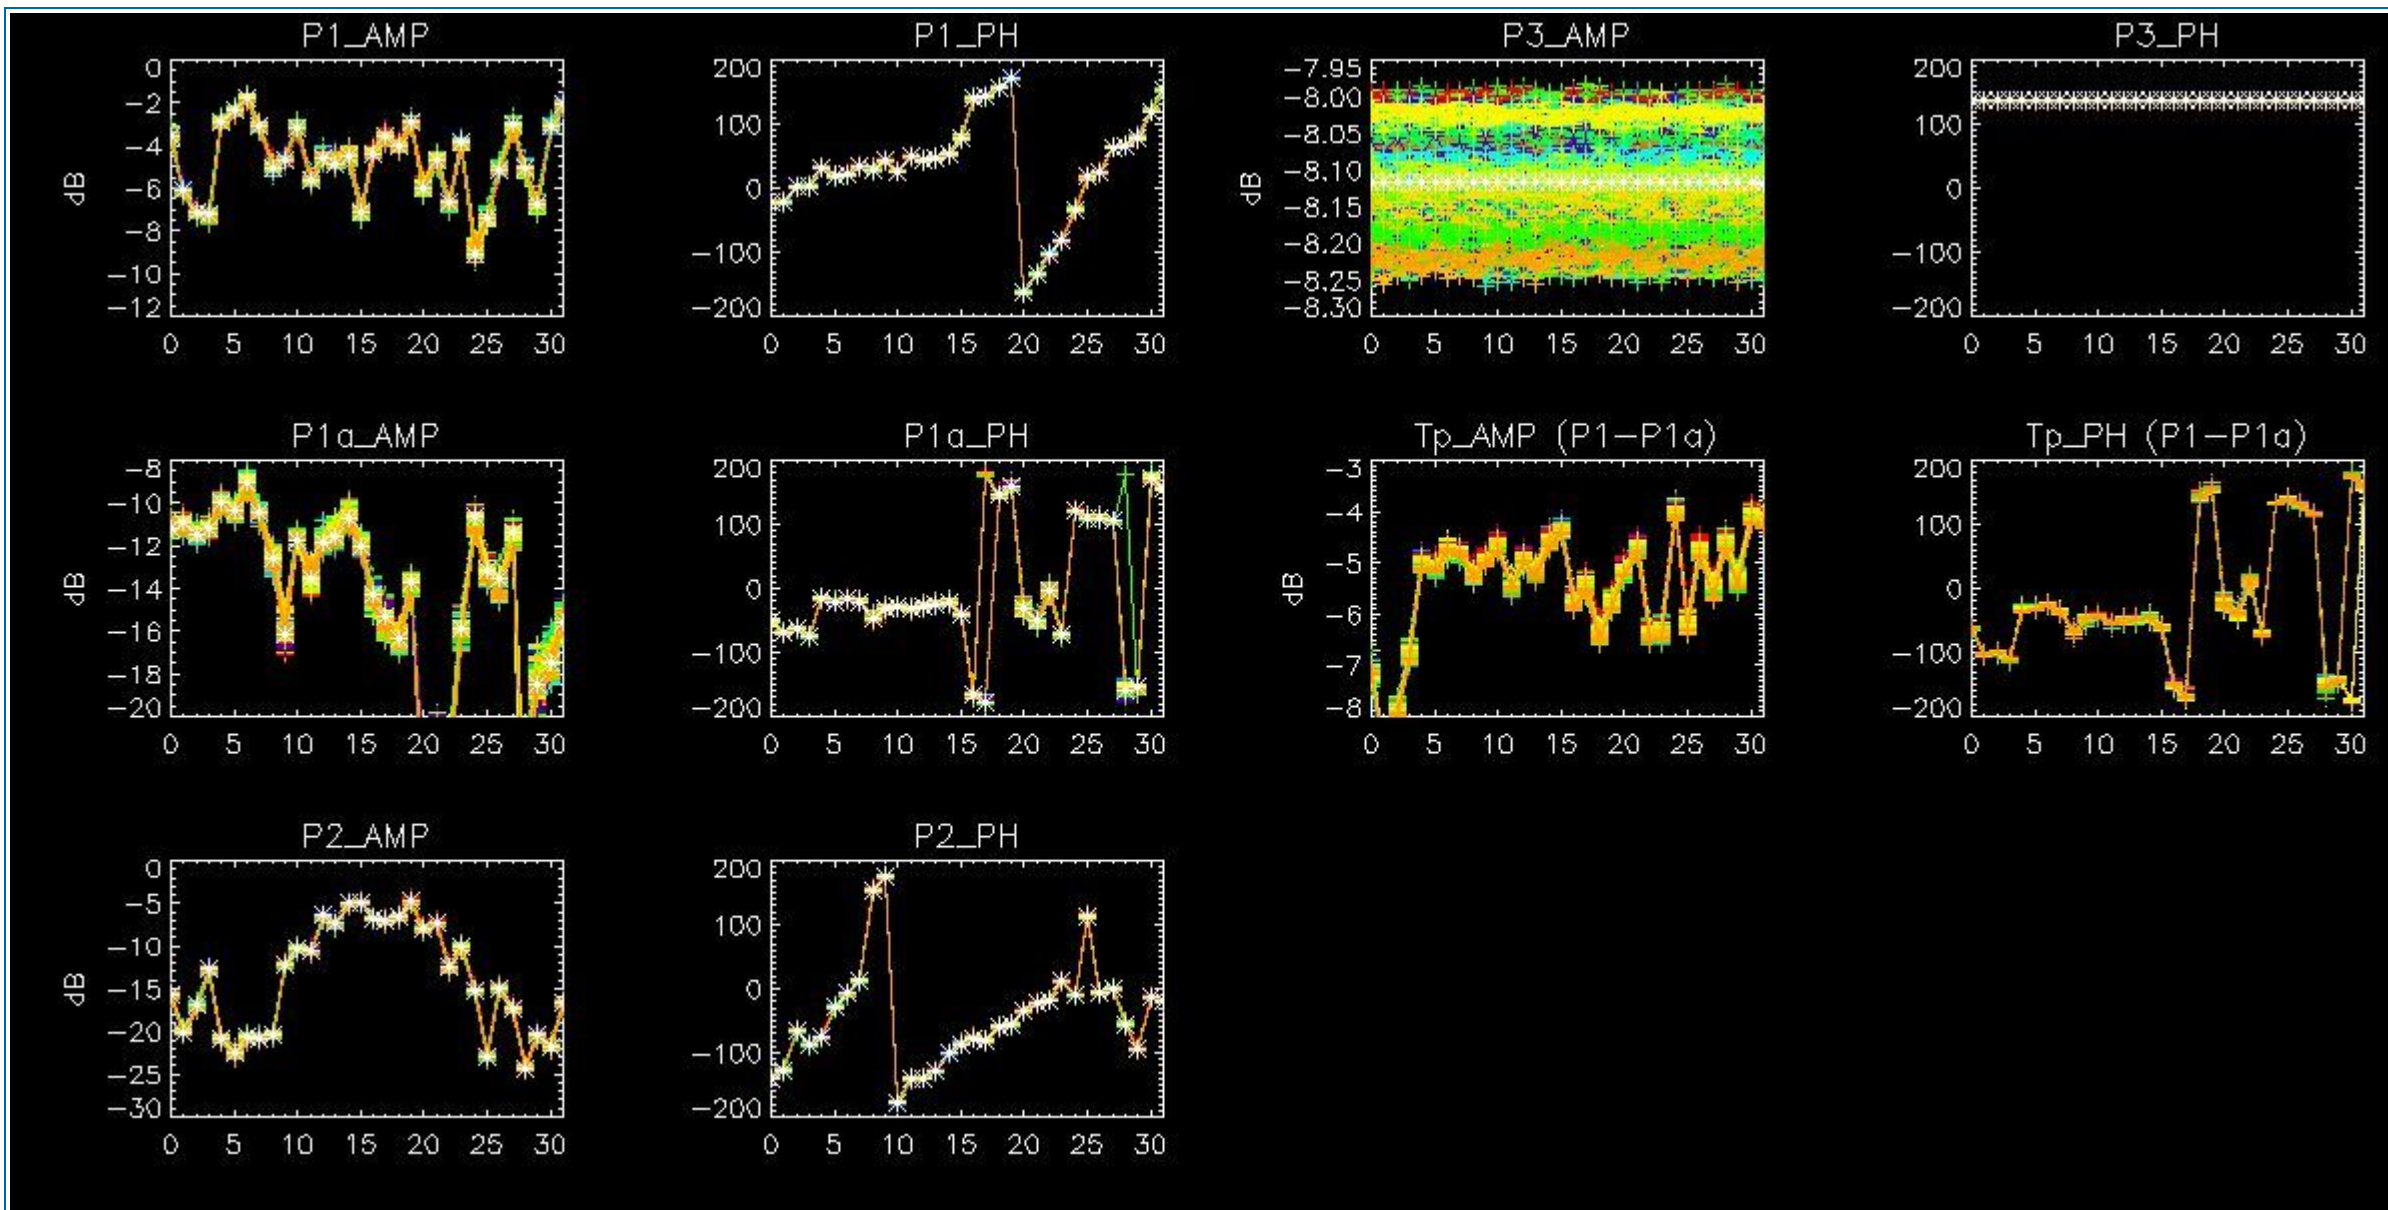 P1_AMP P1_PH P3_AMP P3_PH
0 200 −7.95 200
−2 100 −8.00 100
−4 0 −8.05 0
−6 −100 −8.10 −100
−8 −200 −8.15 −200
−10 −8.20
−12 −8.25
−8.30
dB dB
0 5 10 15 20 25 30 0 5 10 15 20 25 30 0 5 10 15 20 25 30 0 5 10 15 20 25 30
P1a_AMP P1a_PH Tp_AMP (P1−P1a) Tp_PH (P1−P1a)
−8 200 −3 200
−10 100 −4 100
−12 0 −5 0
−14 −100 −6 −100
−16 −200 −7 −200
−18 −8
−20
dB dB
0 5 10 15 20 25 30 0 5 10 15 20 25 30 0 5 10 15 20 25 30 0 5 10 15 20 25 30
P2_AMP P2_PH
0 200
−5 100
−10 0
−15 −100
−20 −200
−25
−30
dB
0 5 10 15 20 25 30 0 5 10 15 20 25 30